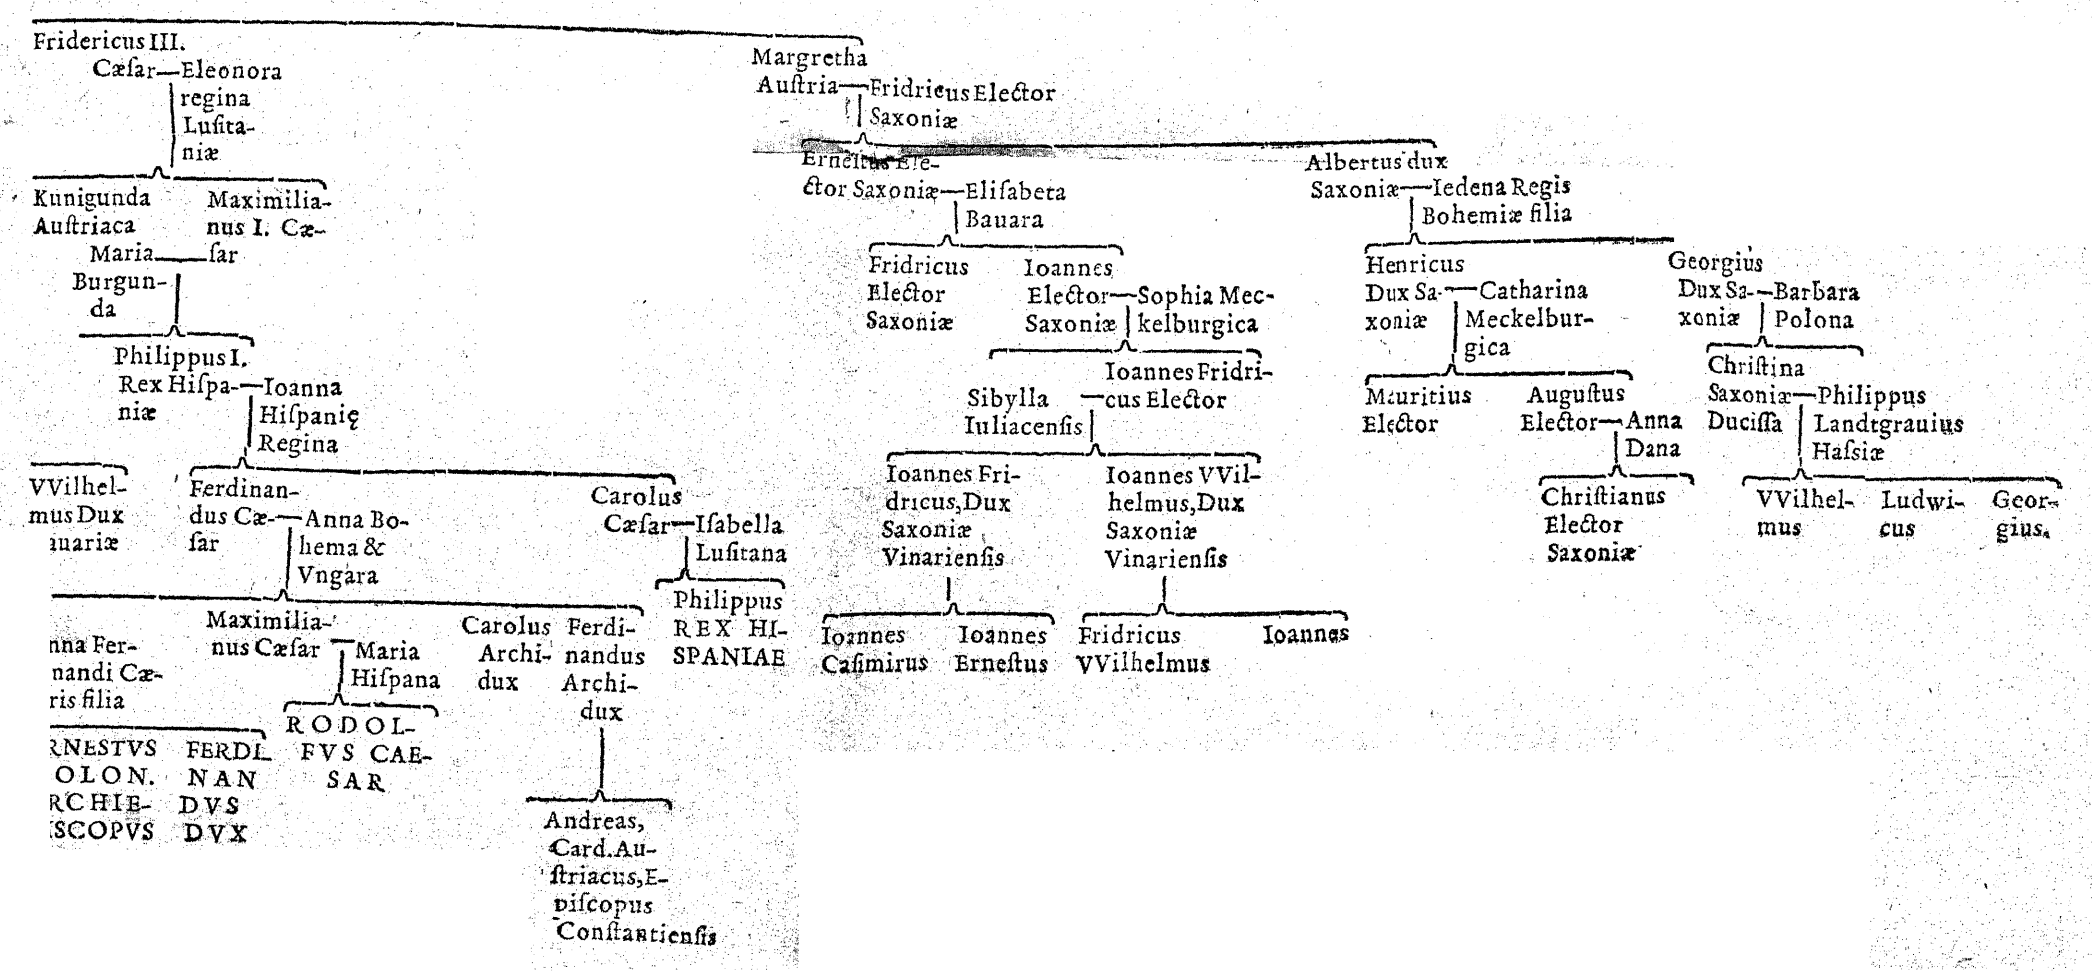 Fridericus III.
Cæſar—Eleonora
regina
Luſita-
niæ
Margretha
Auſtria—Fridricus Elector
Saxoniæ
Kunigunda
Auſtriaca
Maximilia-
nus I. Cæ-
ſar
Maria
Burgun-
da
Erneſtus Ele-
ctor Saxoniæ—Eliſabeta
Bauara
Albertus dux
Saxoniæ—Iedena Regis
Bohemiæ filia
Fridricus
Elector
Saxoniæ
Ioannes
Elector—Sophia Mec-
Saxoniæ kelburgica
Henricus
Dux Sa-—Catharina
xoniæ Meckelbur-
gica
Georgius
Dux Sa-—Barbara
xoniæ Polona
Philippus I.
Rex Hiſpa-—Ioanna
niæ Hiſpanię
Regina
Ioannes Fridri-
Sibylla —cus Elector
Iuliacenſis
Mauritius
Elector
Auguſtus
Elector—Anna
Dana
Chriſtina
Saxoniæ—Philippus
Duciſſa Landtgrauius
Haſsiæ
VVilhel-
mus Dux
uariæ
Ferdinan-
dus Cæ-—Anna Bo-
ſar hema &
Vngara
Carolus
Cæſar—Iſabella
Luſitana
Ioannes Fri-
dricus, Dux
Saxoniæ
Vinarienſis
Ioannes VVil-
helmus, Dux
Saxoniæ
Vinarienſis
Chriſtianus
Elector
Saxoniæ
VVilhel-
mus
Ludwi-
cus
Geor-
gius.
nna Fer-
nandi Cæ-
ris filia
Maximilia-
nus Cæſar —Maria
Hiſpana
Carolus
Archi-
dux
Ferdi-
nandus
Archi-
dux
Philippus
REX HI-
SPANIAE
Ioannes
Caſimirus
Ioannes
Erneſtus
Fridricus
VVilhelmus
Ioannes
RNESTVS
OLON.
RCHIE-
SCOPVS
FERDI-
NAN
DVS
DVX
RODOL-
FVS CAE-
SAR
Andreas,
Card. Au-
ſtriacus, E-
piſcopus
Conſtantienſis